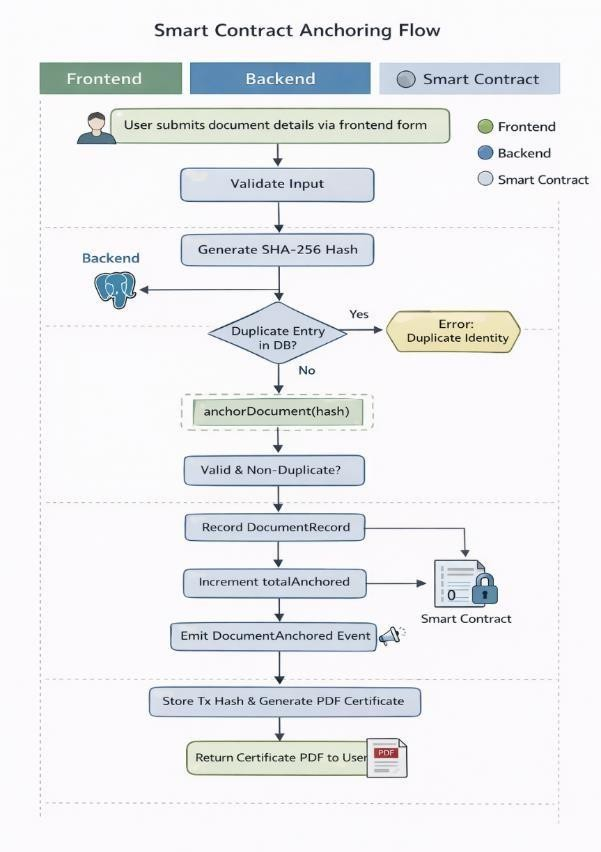 Smart Contract Anchoring Flow
Frontend
Backend
Smart Contract
User submits document details via frontend form
Frontend
Backend
Smart Contract
Validate Input
Generate SHA-256 Hash
Backend
Duplicate Entry
in DB?
Yes
Error:
Duplicate Identity
No
anchorDocument(hash)
Valid & Non-Duplicate?
Record DocumentRecord
Increment totalAnchored
0
Smart Contract
Emit DocumentAnchored Event
Store Tx Hash & Generate PDF Certificate
Return Certificate PDF to User
PDF